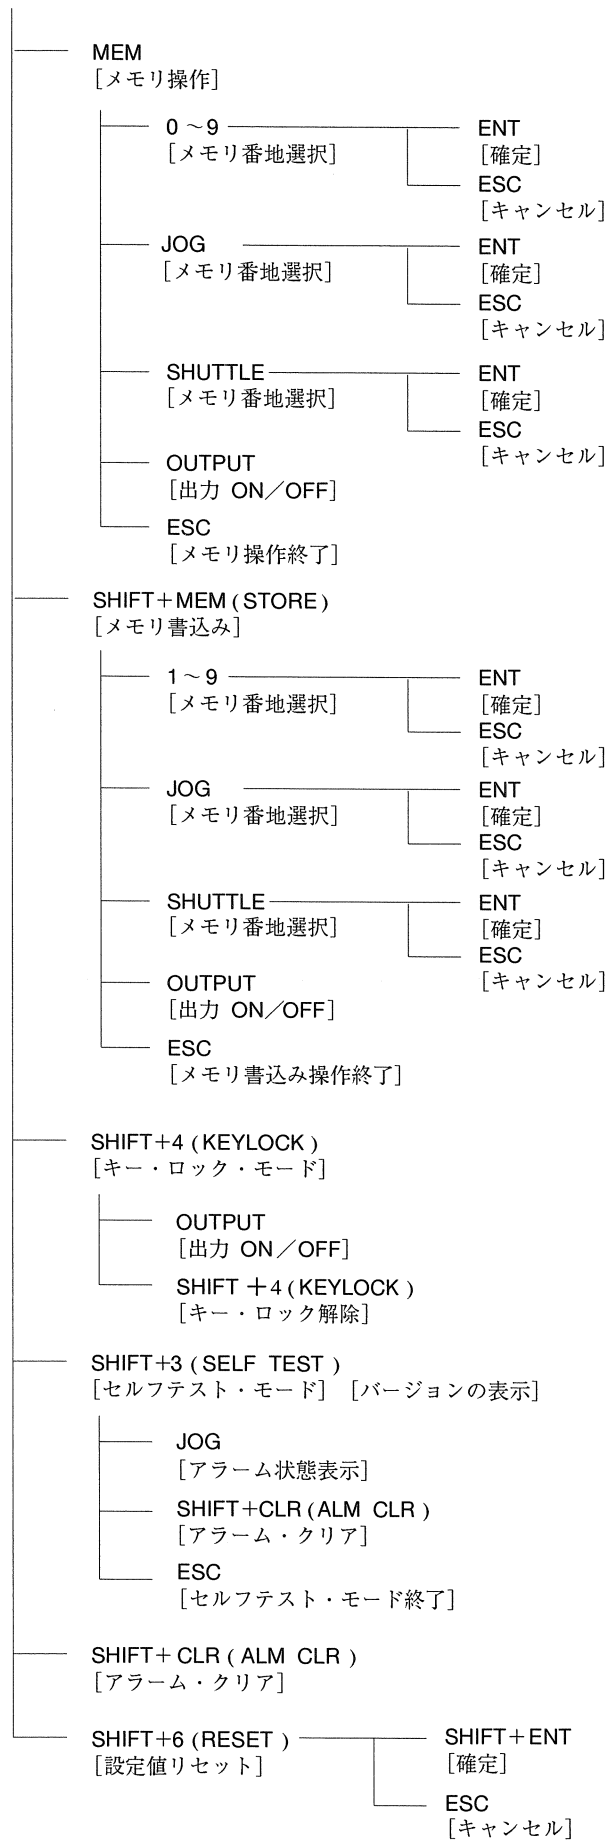 MEM
[メモリ操作]
0～9 ENT
[メモリ番地選択] [確定]
ESC
[キャンセル]
JOG ENT
[メモリ番地選択] [確定]
ESC
[キャンセル]
SHUTTLE ENT
[メモリ番地選択] [確定]
ESC
[キャンセル]
OUTPUT
[出力 ON／OFF]
ESC
[メモリ操作終了]
SHIFT＋MEM(STORE)
[メモリ書込み]
1～9 ENT
[メモリ番地選択] [確定]
ESC
[キャンセル]
JOG ENT
[メモリ番地選択] [確定]
ESC
[キャンセル]
SHUTTLE ENT
[メモリ番地選択] [確定]
ESC
[キャンセル]
OUTPUT
[出力 ON／OFF]
ESC
[メモリ書込み操作終了]
SHIFT＋4(KEYLOCK)
[キー・ロック・モード]
OUTPUT
[出力 ON／OFF]
SHIFT＋4(KEYLOCK)
[キー・ロック解除]
SHIFT＋3(SELF TEST)
[セルフテスト・モード] [バージョンの表示]
JOG
[アラーム状態表示]
SHIFT＋CLR(ALM CLR)
[アラーム・クリア]
ESC
[セルフテスト・モード終了]
SHIFT＋CLR(ALM CLR)
[アラーム・クリア]
SHIFT＋6(RESET) SHIFT＋ENT
[設定値リセット] [確定]
ESC
[キャンセル]